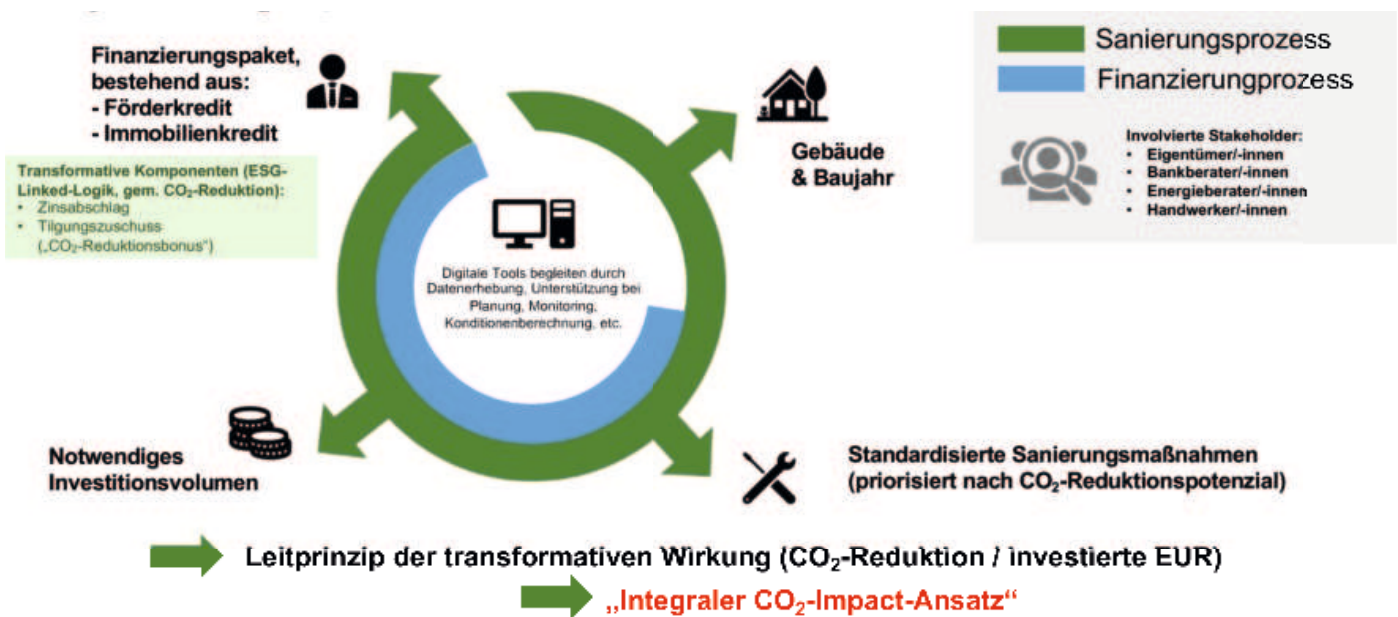 Finanzierungspaket,
bestehend aus:
- Förderkredit
- Immobilienkredit
Transformative Komponenten (ESG-
Linked-Logik, gem. CO₂-Reduktion):
• Zinsabschlag
• Tilgungszuschuss
(„CO₂-Reduktionsbonus“)
Gebäude
& Baujahr
Sanierungsprozess
Finanzierungprozess
Involvierte Stakeholder:
• Eigentümer/-innen
• Bankberater/-innen
• Energieberater/-innen
• Handwerker/-innen
Digitale Tools begleiten durch
Datenerhebung, Unterstützung bei
Planung, Monitoring,
Konditionenberechnung, etc.
Notwendiges
Investitionsvolumen
Standardisierte Sanierungsmaßnahmen
(priorisiert nach CO₂-Reduktionspotenzial)
Leitprinzip der transformativen Wirkung (CO₂-Reduktion / investierte EUR)
„Integraler CO₂-Impact-Ansatz“